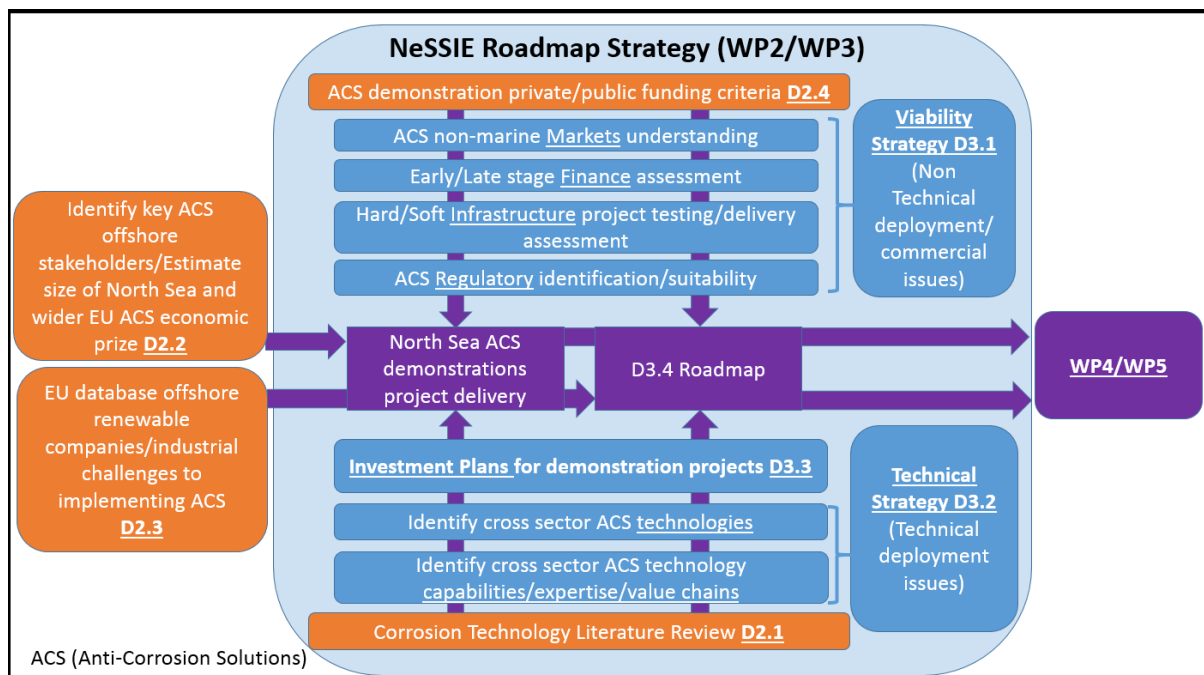 NeSSIE Roadmap Strategy (WP2/WP3)
ACS demonstration private/public funding criteria D2.4
ACS non-marine Markets understanding
Early/Late stage Finance assessment
Hard/Soft Infrastructure project testing/delivery
assessment
ACS Regulatory identification/suitability
Viability
Strategy D3.1
(Non
Technical
deployment/
commercial
issues)
Identify key ACS
offshore
stakeholders/Estimate
size of North Sea and
wider EU ACS economic
prize D2.2
EU database offshore
renewable
companies/industrial
challenges to
implementing ACS
D2.3
North Sea ACS
demonstrations
project delivery
D3.4 Roadmap
WP4/WP5
Investment Plans for demonstration projects D3.3
Identify cross sector ACS technologies
Identify cross sector ACS technology
capabilities/expertise/value chains
Technical
Strategy D3.2
(Technical
deployment
issues)
Corrosion Technology Literature Review D2.1
ACS (Anti-Corrosion Solutions)